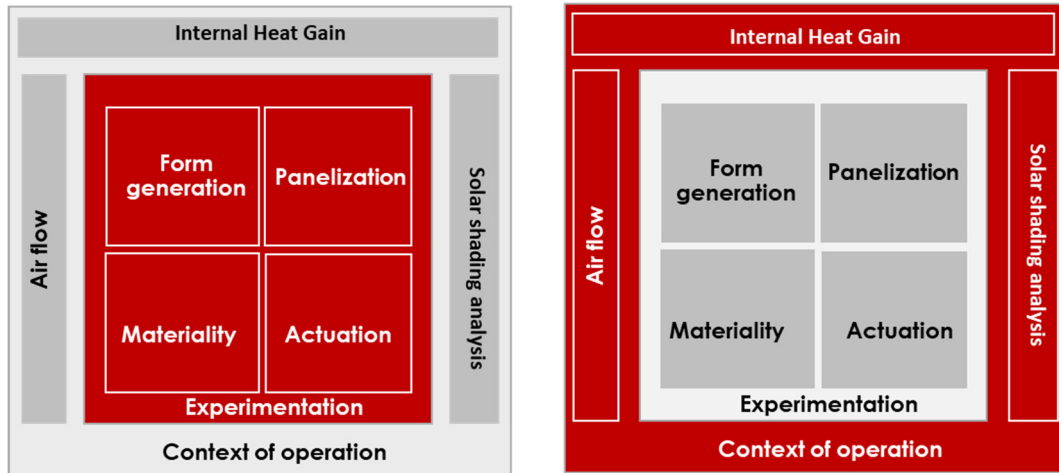 Internal Heat Gain
Air flow
Form
generation
Panelization
Solar shading analysis
Materiality
Actuation
Experimentation
Context of operation
Internal Heat Gain
Air flow
Form
generation
Panelization
Solar shading analysis
Materiality
Actuation
Experimentation
Context of operation